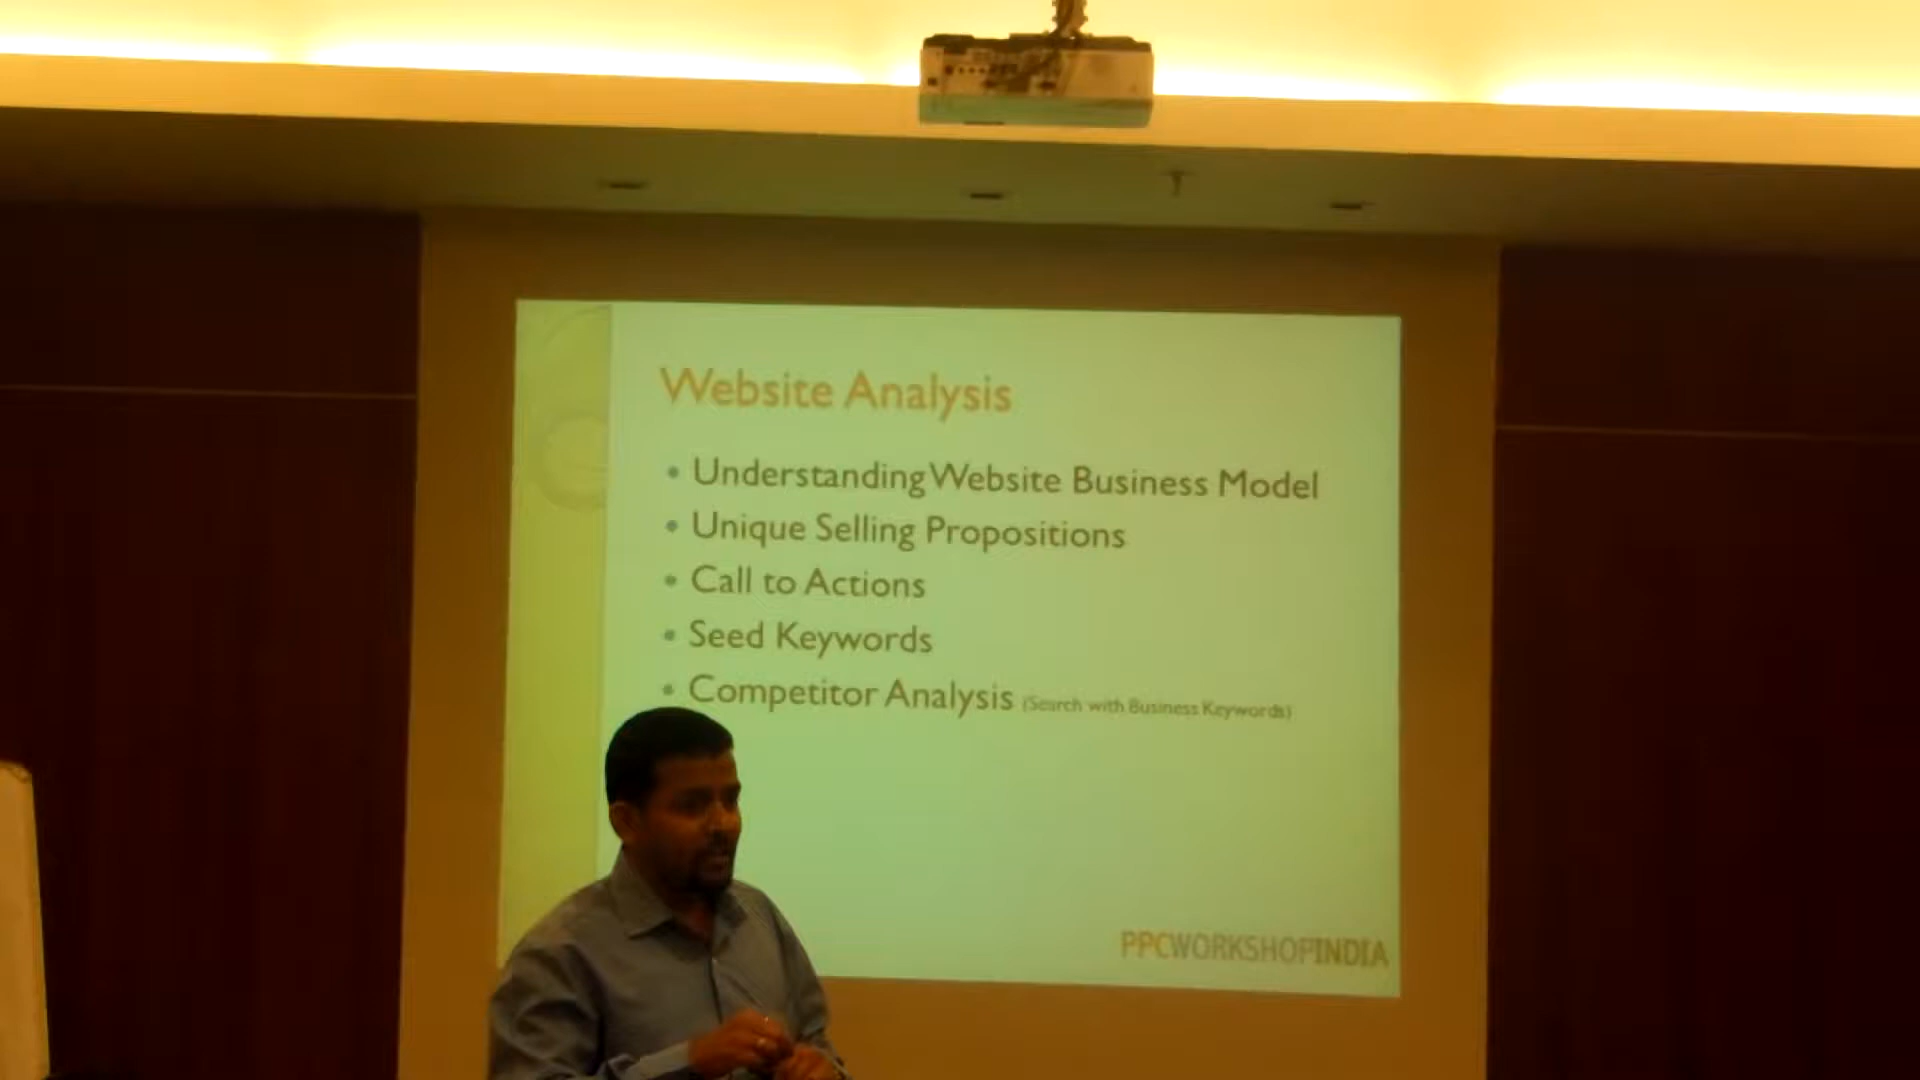 Website Analysis
• Understanding Website Business Model
• Unique Selling Propositions
• Call to Actions
• Seed Keywords
• Competitor Analysis (Search with Business Keywords)
PPCWORKSHOPINDIA